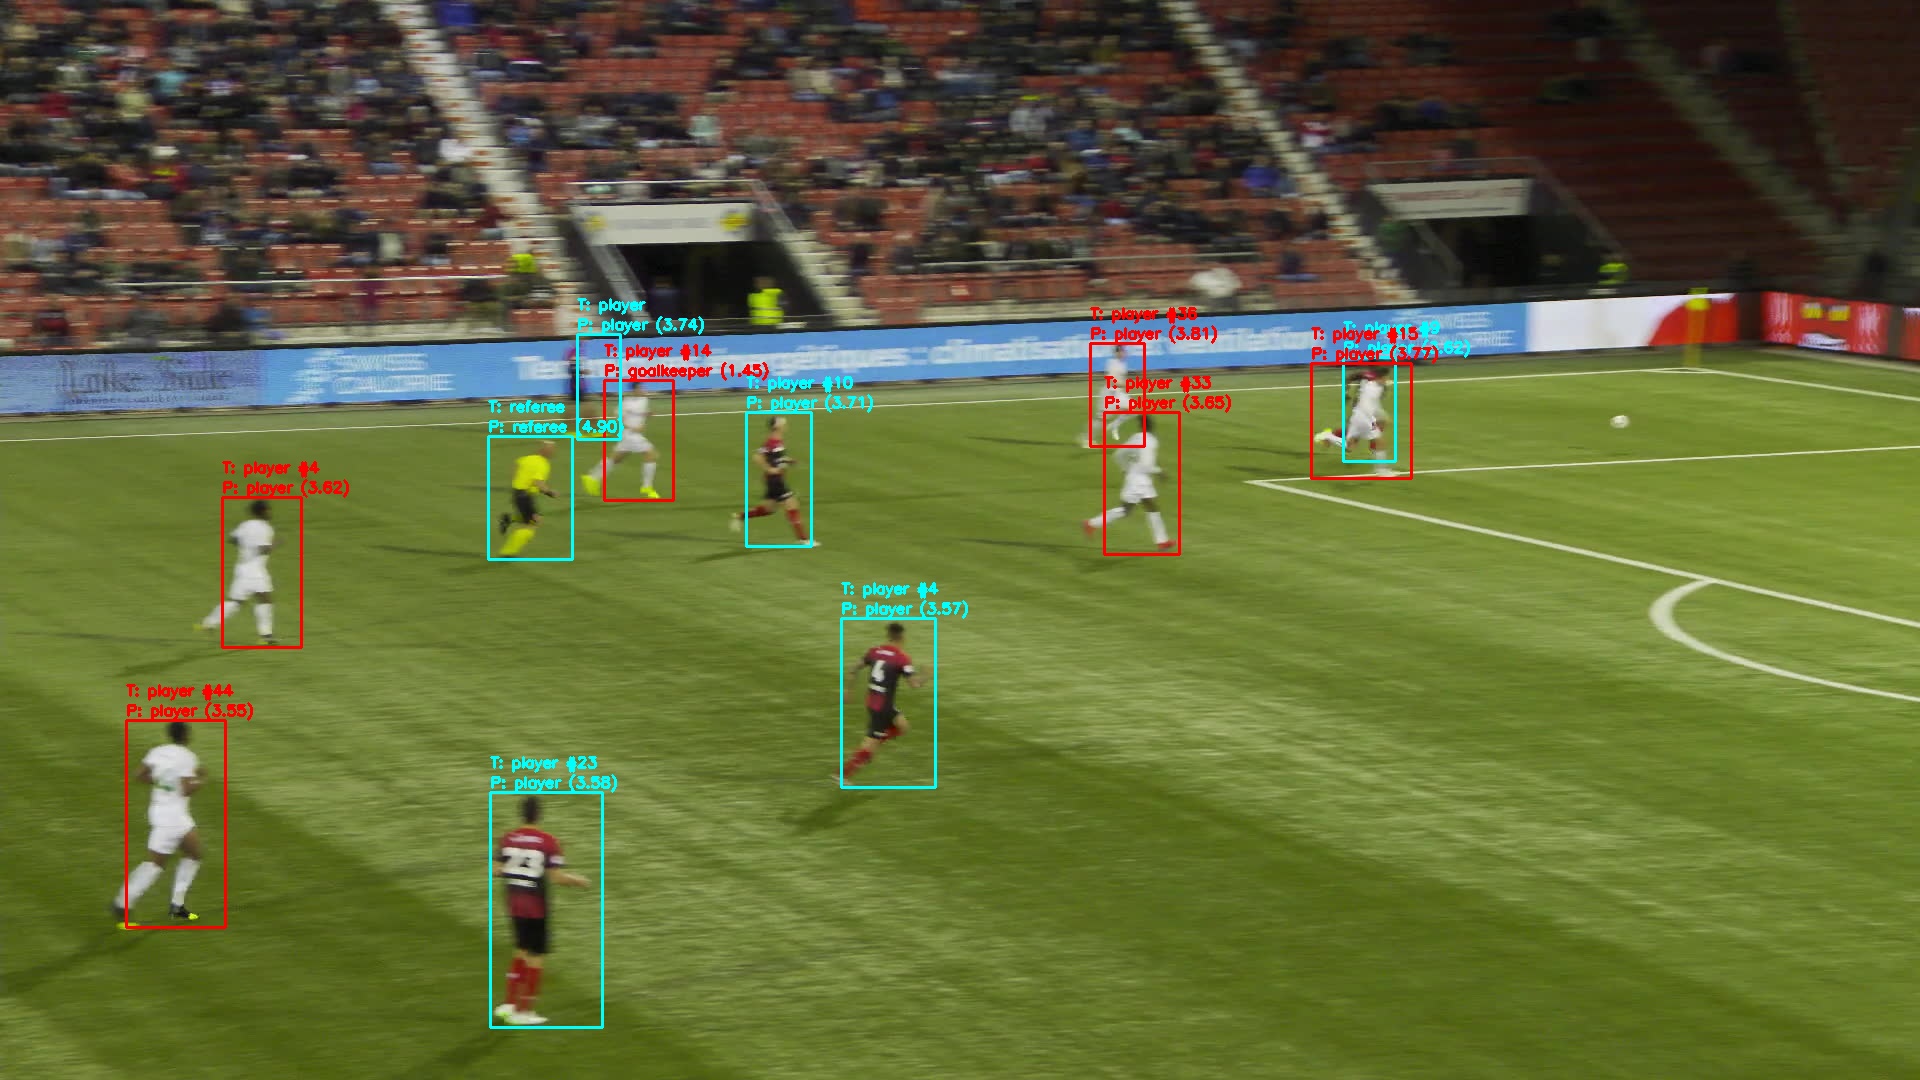 T: player
P: player (3.74)
T: player #36
P: player (3.81)
T: player #15
P: player (3.77)
T: player #14
P: goalkeeper (1.45)
T: player #10
P: player (3.71)
T: player #33
P: player (3.65)
T: referee
P: referee (4.90)
T: player #4
P: player (3.62)
T: player #4
P: player (3.57)
4
T: player #44
P: player (3.55)
T: player #23
P: player (3.58)
23